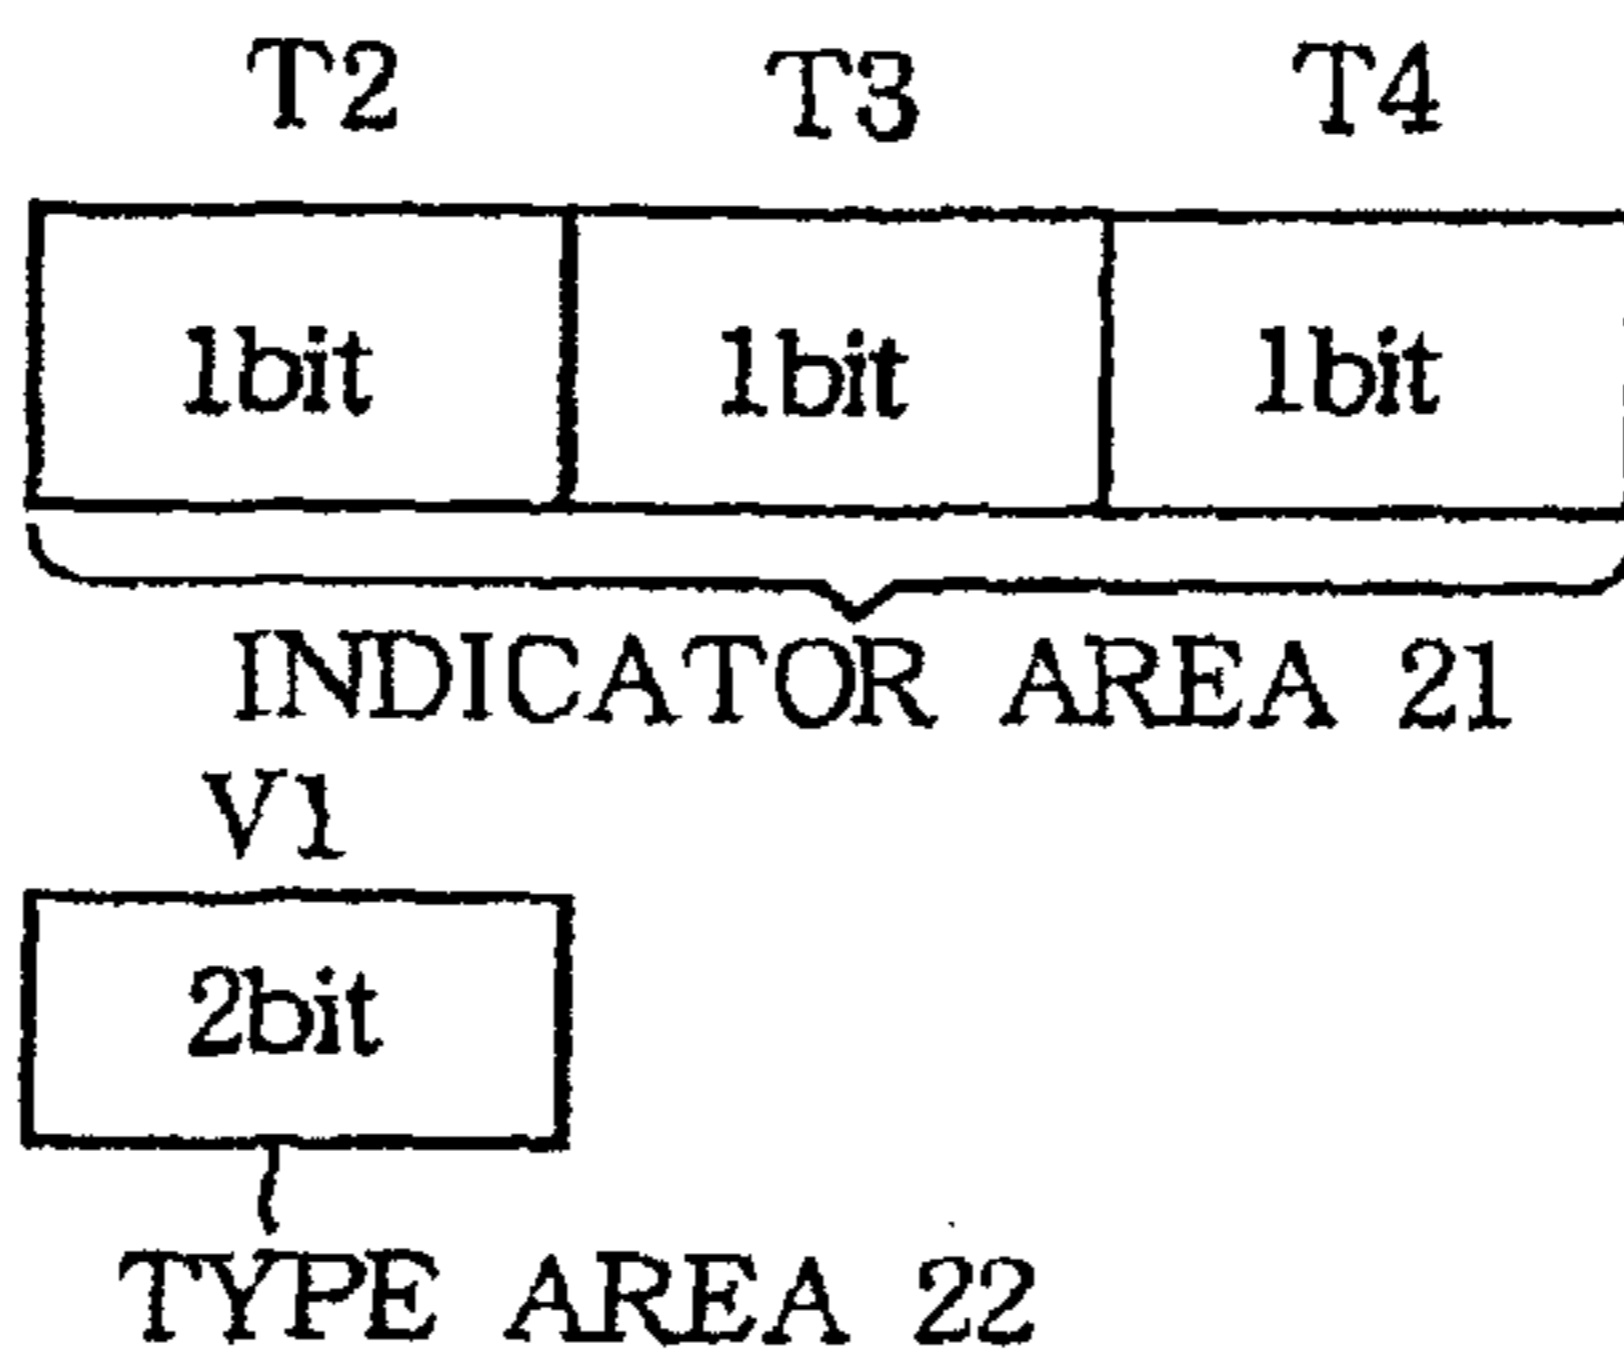 T2 T3 T4
1bit 1bit 1bit
INDICATOR AREA 21
V1
2bit
TYPE AREA 22